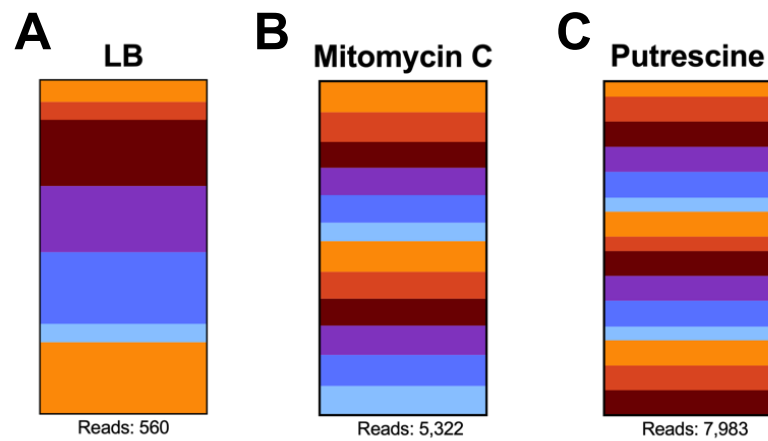 A
LB
Reads: 560
B
Mitomycin C
Reads: 5,322
C
Putrescine
Reads: 7,983